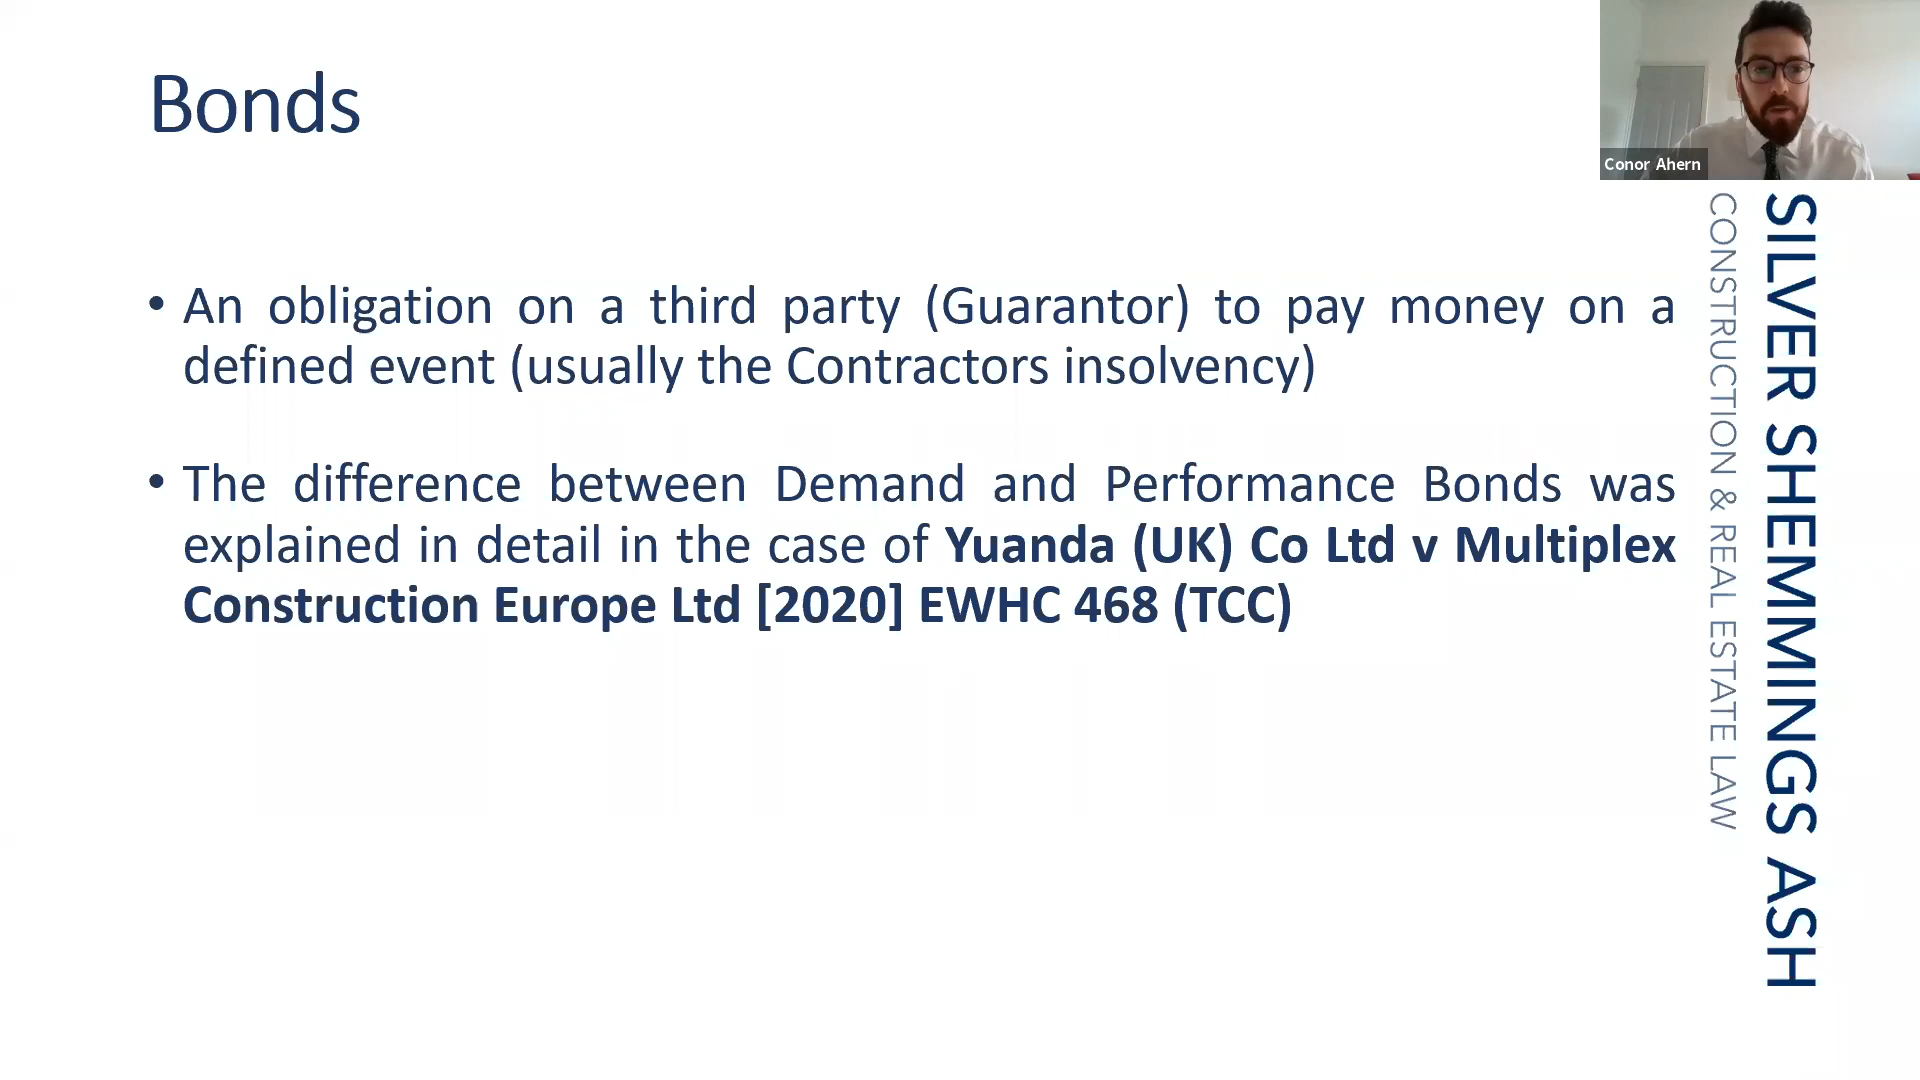 Bonds
Conor Ahern
• An obligation on a third party (Guarantor) to pay money on a
defined event (usually the Contractors insolvency)
• The difference between Demand and Performance Bonds was
explained in detail in the case of Yuanda (UK) Co Ltd v Multiplex
Construction Europe Ltd [2020] EWHC 468 (TCC)
SILVER SHEMMINGS ASH
CONSTRUCTION & REAL ESTATE LAW